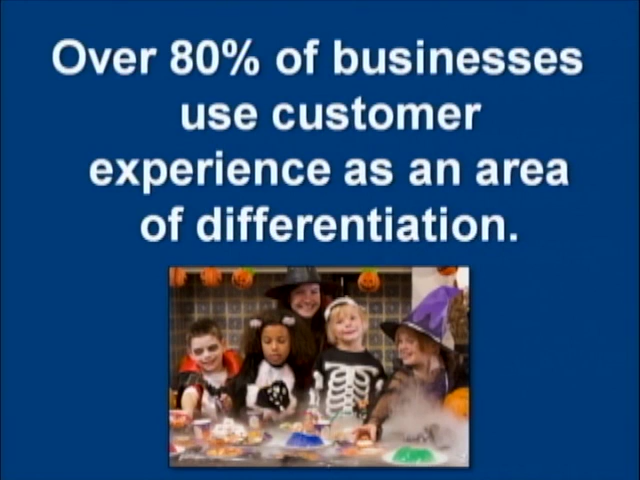 Over 80% of businesses
use customer
experience as an area
of differentiation.